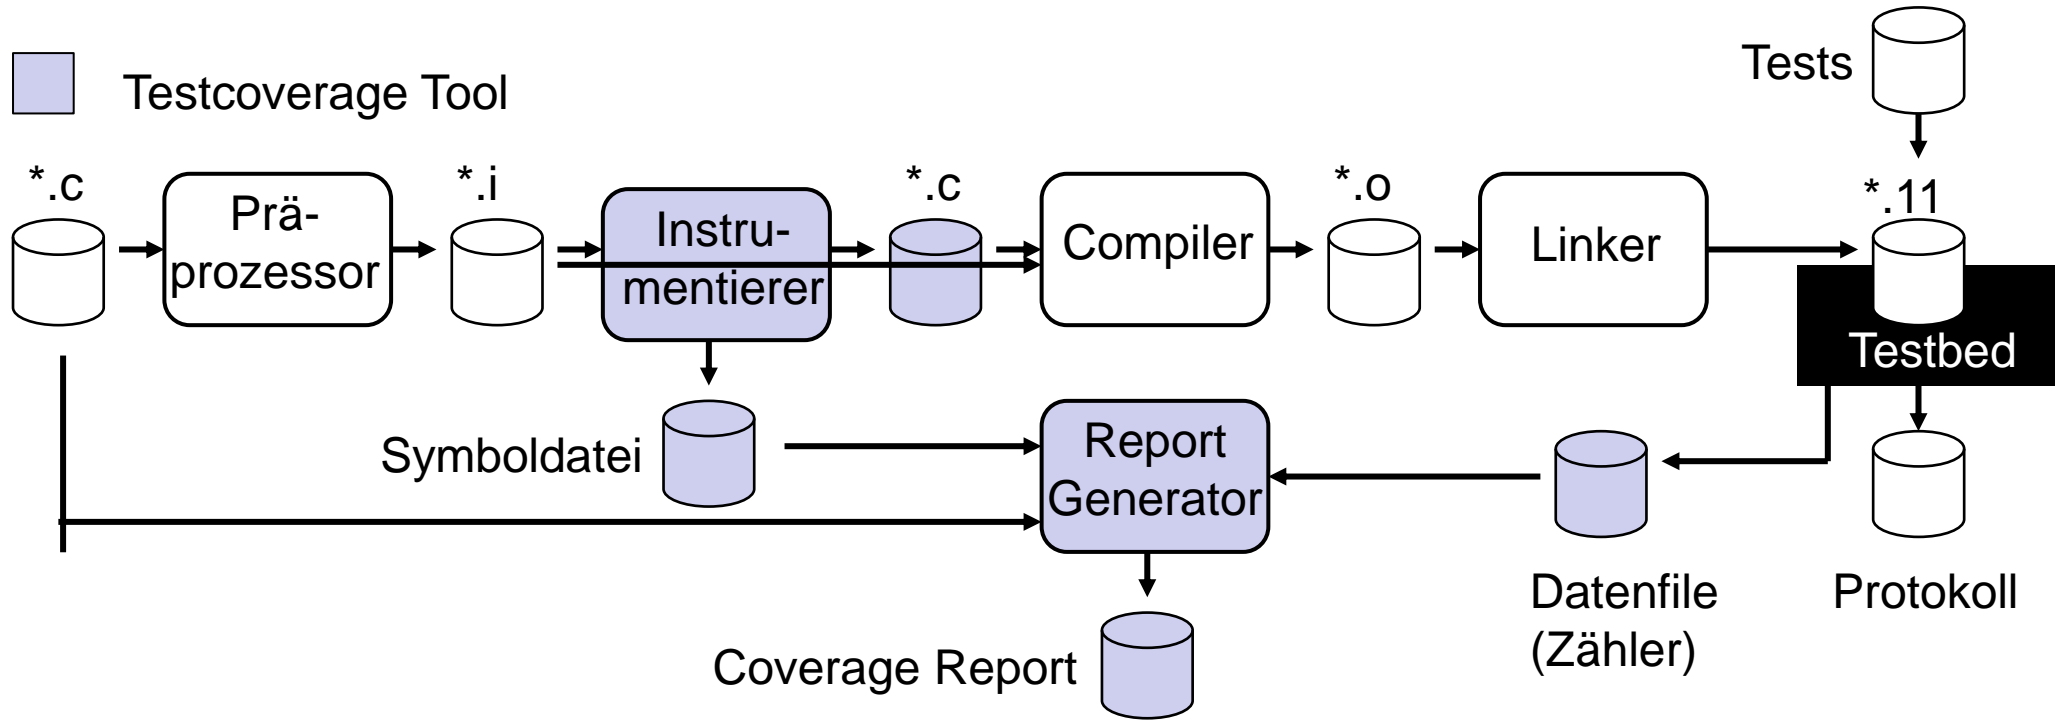 Tests
Testcoverage Tool
*.c
Prä-
prozessor
*.i
Instru-
mentierer
*.c
Compiler
*.o
Linker
*.11
Testbed
Symboldatei
Report
Generator
Datenfile
(Zähler)
Protokoll
Coverage Report